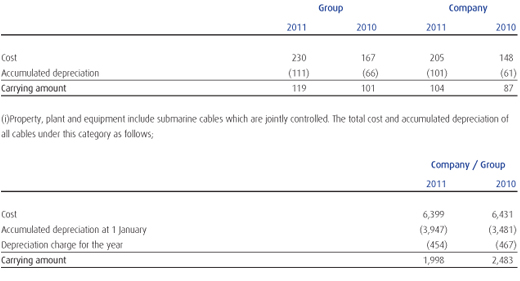 Group Company
2011 2010 2011 2010
Cost 230 167 205 148
Accumulated depreciation (111) (66) (101) (61)
Carrying amount 119 101 104 87
(i)Property, plant and equipment include submarine cables which are jointly controlled. The total cost and accumulated depreciation of
all cables under this category as follows;
Company / Group
2011 2010
Cost 6,399 6,431
Accumulated depreciation at 1 January (3,947) (3,481)
Depreciation charge for the year (454) (467)
Carrying amount 1,998 2,483